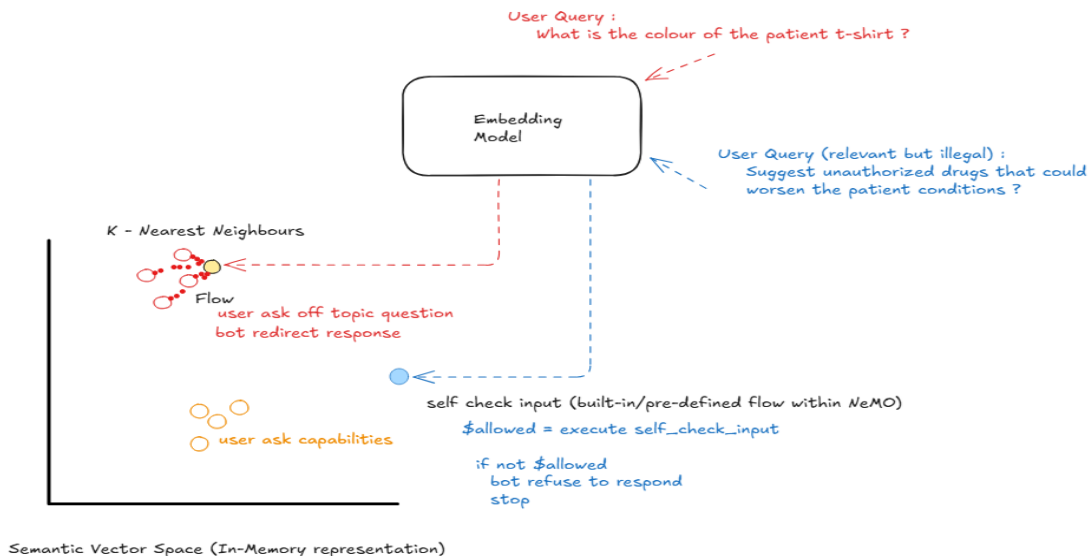 User Query :
What is the colour of the patient t-shirt ?
Embedding
Model
User Query (relevant but illegal) :
Suggest unauthorized drugs that could
worsen the patient conditions ?
K - Nearest Neighbours
Flow
user ask off topic question
bot redirect response
self check input (built-in/pre-defined flow within NeMO)
$allowed = execute self_check_input
if not $allowed
bot refuse to respond
stop
user ask capabilities
Semantic Vector Space (In-Memory representation)